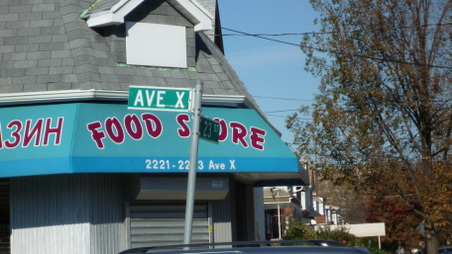 AVE X
АЗИН
FOOD STORE
2221-2223 Ave X